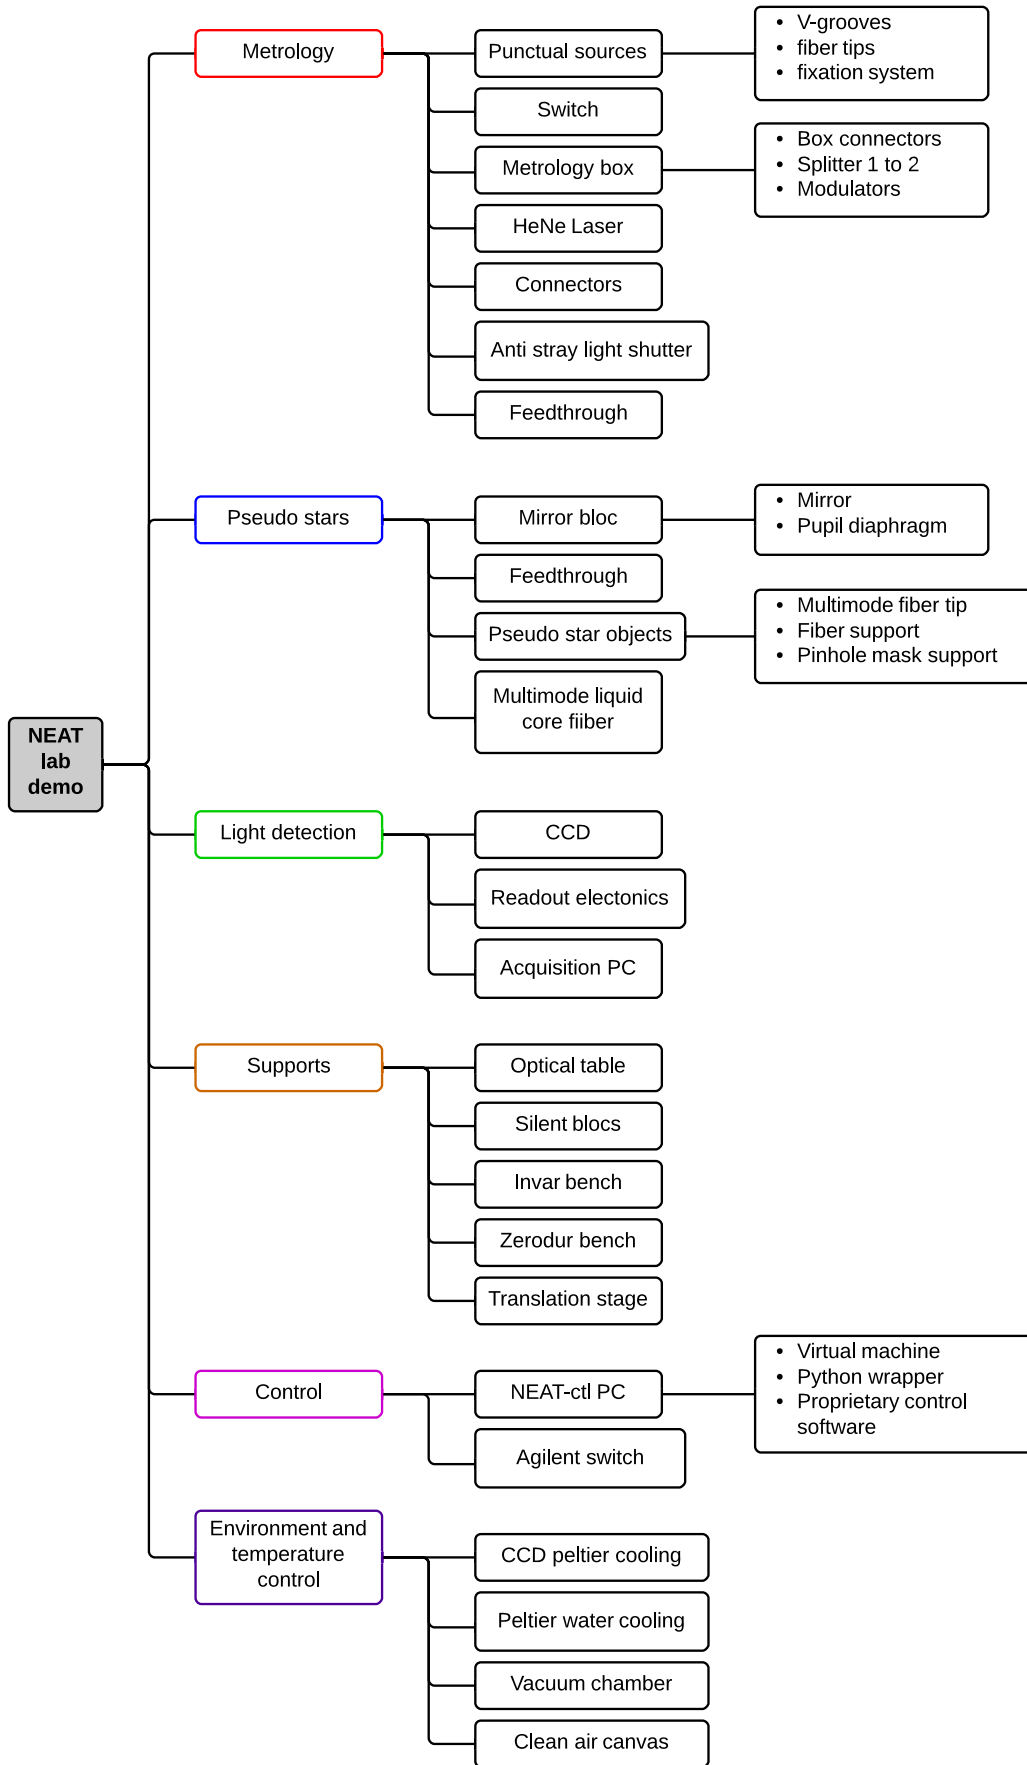 Metrology
Punctual sources
• V-grooves
• fiber tips
• fixation system
Switch
Metrology box
• Box connectors
• Splitter 1 to 2
• Modulators
HeNe Laser
Connectors
Anti stray light shutter
Feedthrough
Pseudo stars
Mirror bloc
• Mirror
• Pupil diaphragm
Feedthrough
Pseudo star objects
• Multimode fiber tip
• Fiber support
• Pinhole mask support
Multimode liquid
core fiiber
NEAT
lab
demo
Light detection
CCD
Readout electonics
Acquisition PC
Supports
Optical table
Silent blocs
Invar bench
Zerodur bench
Translation stage
Control
NEAT-ctl PC
• Virtual machine
• Python wrapper
• Proprietary control
software
Agilent switch
Environment and
temperature
control
CCD peltier cooling
Peltier water cooling
Vacuum chamber
Clean air canvas